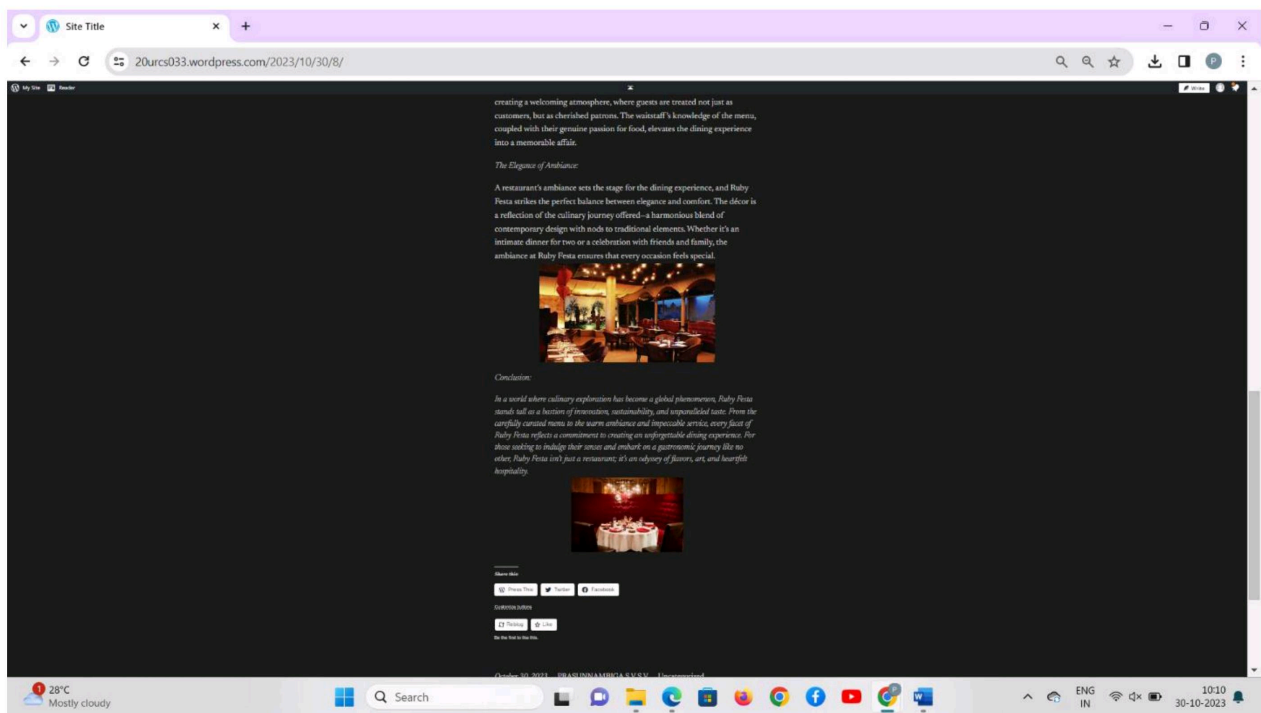 Site Title
20urcs033.wordpress.com/2023/10/30/8/
My Site Reader
Write
creating a welcoming atmosphere, where guests are treated not just as
customers, but as cherished patrons. The waitstaff's knowledge of the menu,
coupled with their genuine passion for food, elevates the dining experience
into a memorable affair.
The Elegance of Ambiance:
A restaurant's ambiance sets the stage for the dining experience, and Ruby
Festa strikes the perfect balance between elegance and comfort. The décor is
a reflection of the culinary journey offered—a harmonious blend of
contemporary design with nods to traditional elements. Whether it's an
intimate dinner for two or a celebration with friends and family, the
ambiance at Ruby Festa ensures that every occasion feels special.
Conclusion:
In a world where culinary exploration has become a global phenomenon, Ruby Festa
stands tall as a bastion of innovation, sustainability, and unparalleled taste. From the
carefully curated menu to the warm ambiance and impeccable service, every facet of
Ruby Festa reflects a commitment to creating an unforgettable dining experience. For
those seeking to indulge their senses and embark on a gastronomic journey like no
other, Ruby Festa isn't just a restaurant; it's an odyssey of flavors, art, and heartfelt
hospitality.
Share this:
Press This Twitter Facebook
Customize buttons
Reblog Like
Be the first to like this.
October 30, 2023 PRASUNNAMBIGA S.V.S.V Uncategorized
1
28°C
Mostly cloudy
Search
ENG
IN
10:10
30-10-2023